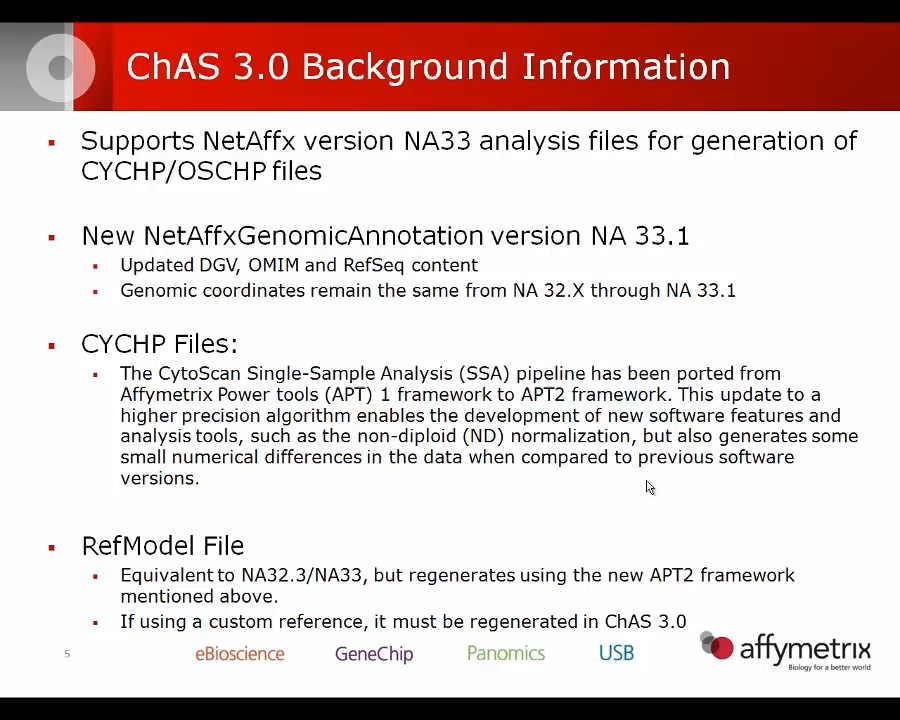 ChAS 3.0 Background Information
▪ Supports NetAffx version NA33 analysis files for generation of
CYCHP/OSCHP files
▪ New NetAffxGenomicAnnotation version NA 33.1
▪ Updated DGV, OMIM and RefSeq content
▪ Genomic coordinates remain the same from NA 32.X through NA 33.1
▪ CYCHP Files:
▪ The CytoScan Single-Sample Analysis (SSA) pipeline has been ported from
Affymetrix Power tools (APT) 1 framework to APT2 framework. This update to a
higher precision algorithm enables the development of new software features and
analysis tools, such as the non-diploid (ND) normalization, but also generates some
small numerical differences in the data when compared to previous software
versions.
▪ RefModel File
▪ Equivalent to NA32.3/NA33, but regenerates using the new APT2 framework
mentioned above.
▪ If using a custom reference, it must be regenerated in ChAS 3.0
5 eBioscience GeneChip Panomics USB affymetrix
Biology for a better world